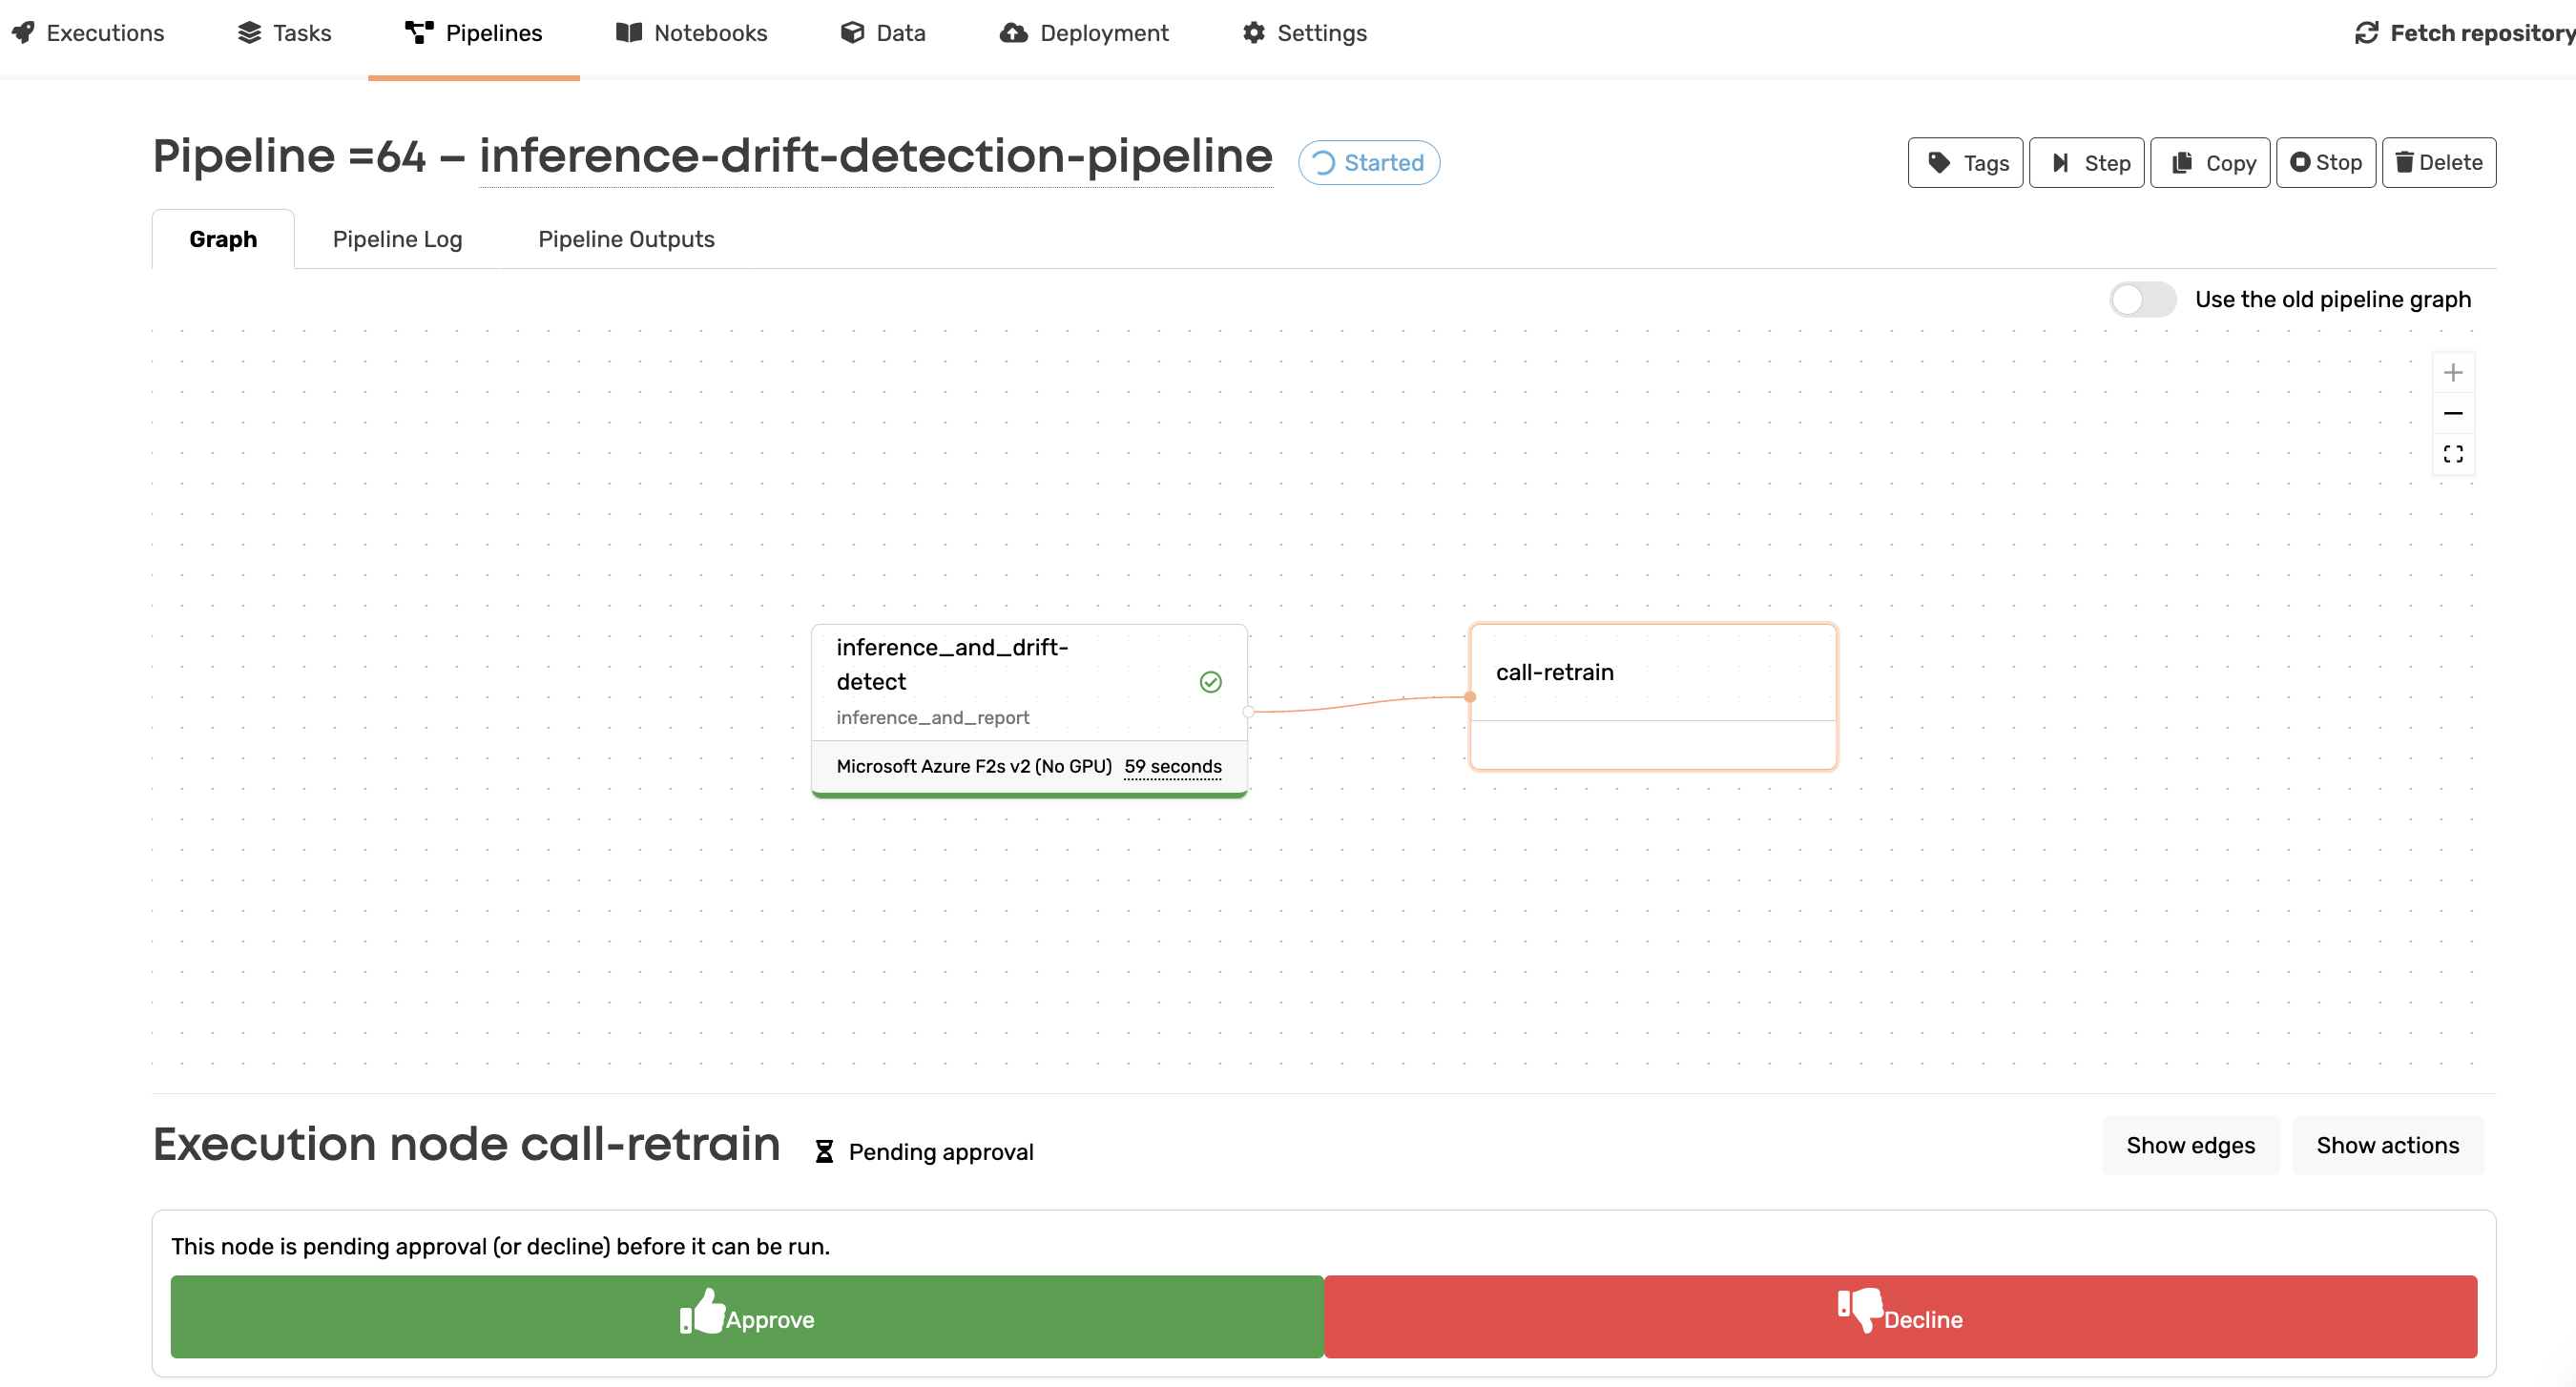 Executions Tasks Pipelines Notebooks Data Deployment Settings Fetch repository
Pipeline =64 – inference-drift-detection-pipeline Started Tags Step Copy Stop Delete
Graph Pipeline Log Pipeline Outputs
Use the old pipeline graph
inference_and_drift-
detect
inference_and_report
Microsoft Azure F2s v2 (No GPU) 59 seconds
call-retrain
Execution node call-retrain Pending approval Show edges Show actions
This node is pending approval (or decline) before it can be run.
Approve Decline